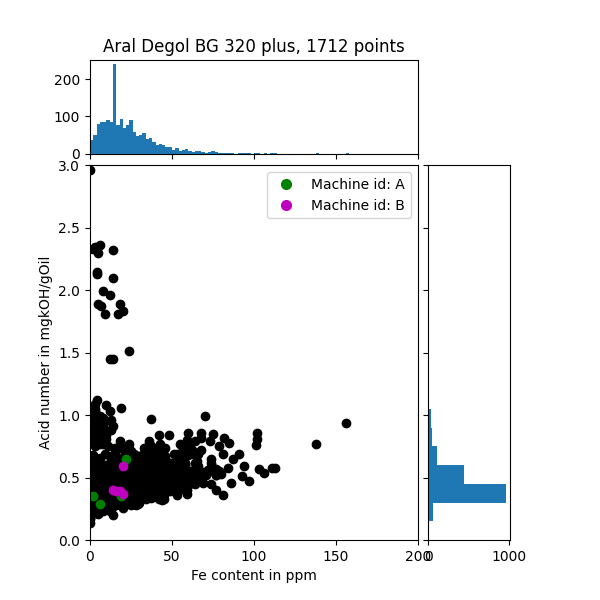 Aral Degol BG 320 plus, 1712 points
200
100
0
3.0
2.5
2.0
1.5
1.0
0.5
0.0
Acid number in mgkOH/gOil
Machine id: A
Machine id: B
0 50 100 150 200
0 1000
Fe content in ppm